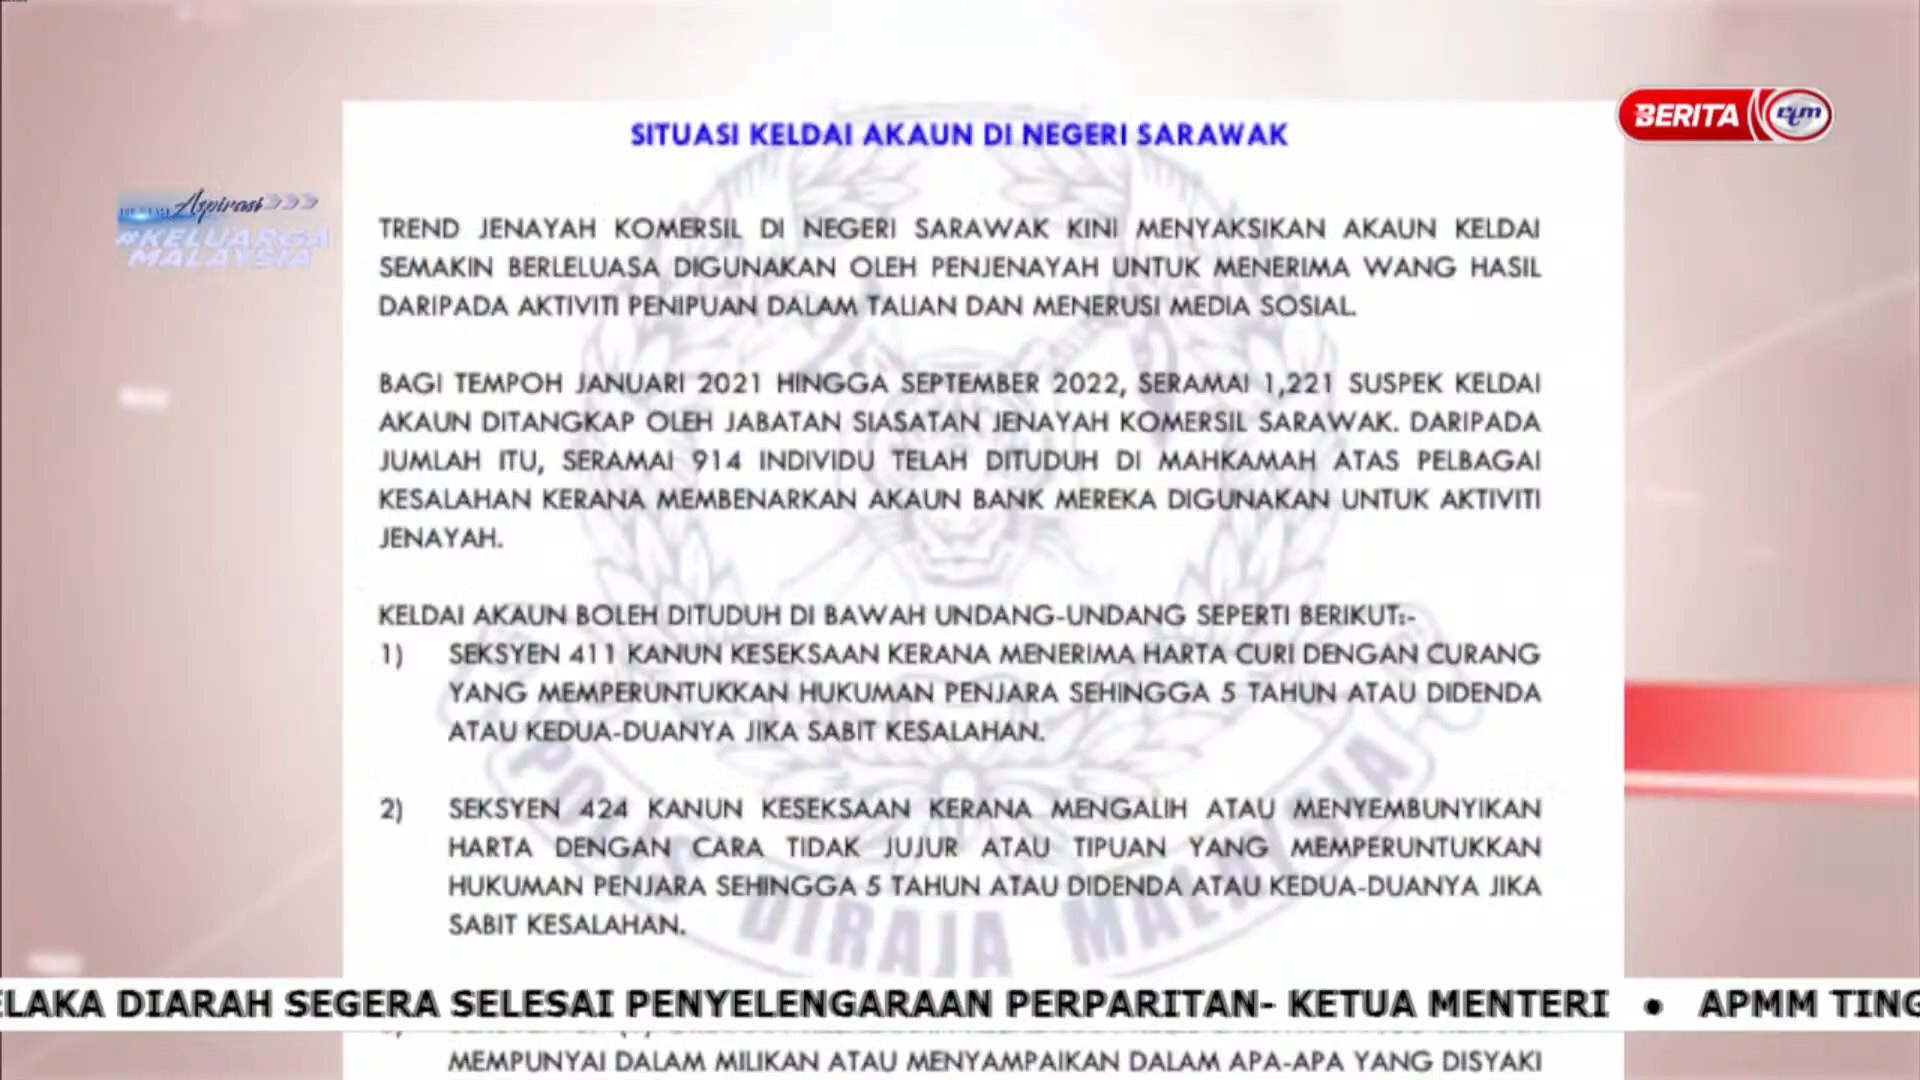 SITUASI KELDAI AKAUN DI NEGERI SARAWAK
BERITA rtm
Aspirasi
#KELUARGA
MALAYSIA
TREND JENAYAH KOMERSIL DI NEGERI SARAWAK KINI MENYAKSIKAN AKAUN KELDAI
SEMAKIN BERLELUASA DIGUNAKAN OLEH PENJENAYAH UNTUK MENERIMA WANG HASIL
DARIPADA AKTIVITI PENIPUAN DALAM TALIAN DAN MENERUSI MEDIA SOSIAL.
BAGI TEMPOH JANUARI 2021 HINGGA SEPTEMBER 2022, SERAMAI 1,221 SUSPEK KELDAI
AKAUN DITANGKAP OLEH JABATAN SIASATAN JENAYAH KOMERSIL SARAWAK. DARIPADA
JUMLAH ITU, SERAMAI 914 INDIVIDU TELAH DITUDUH DI MAHKAMAH ATAS PELBAGAI
KESALAHAN KERANA MEMBENARKAN AKAUN BANK MEREKA DIGUNAKAN UNTUK AKTIVITI
JENAYAH.
KELDAI AKAUN BOLEH DITUDUH DI BAWAH UNDANG-UNDANG SEPERTI BERIKUT:-
1) SEKSYEN 411 KANUN KESEKSAAN KERANA MENERIMA HARTA CURI DENGAN CURANG
YANG MEMPERUNTUKKAN HUKUMAN PENJARA SEHINGGA 5 TAHUN ATAU DIDENDA
ATAU KEDUA-DUANYA JIKA SABIT KESALAHAN.
2) SEKSYEN 424 KANUN KESEKSAAN KERANA MENGALIH ATAU MENYEMBUNYIKAN
HARTA DENGAN CARA TIDAK JUJUR ATAU TIPUAN YANG MEMPERUNTUKKAN
HUKUMAN PENJARA SEHINGGA 5 TAHUN ATAU DIDENDA ATAU KEDUA-DUANYA JIKA
SABIT KESALAHAN.
POLIS DIRAJA MALAYSIA
ELAKA DIARAH SEGERA SELESAI PENYELENGARAAN PERPARITAN- KETUA MENTERI • APMM TING
MEMPUNYAI DALAM MILIKAN ATAU MENYAMPAIKAN DALAM APA-APA YANG DISYAKI